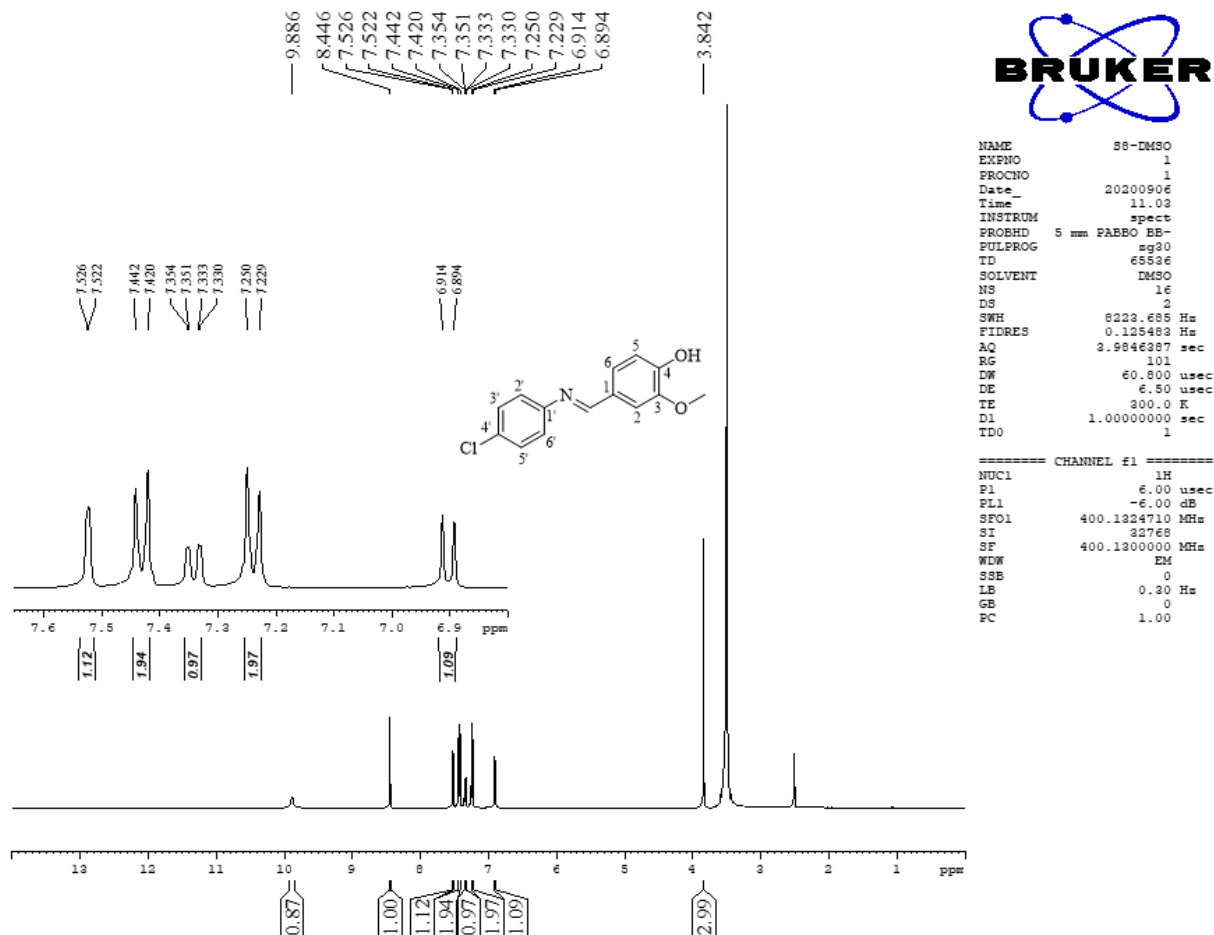 9.886
8.446
7.526
7.522
7.442
7.420
7.354
7.351
7.333
7.330
7.250
7.229
6.914
6.894
3.842
BRUKER
NAME S8-DMSO
EXPNO 1
PROCNO 1
Date_ 20200906
Time 11.03
INSTRUM spect
PROBHD 5 mm PABBO BB-
PULPROG zg30
TD 65536
SOLVENT DMSO
NS 16
DS 2
SWH 8223.685 Hz
FIDRES 0.125483 Hz
AQ 3.9846387 sec
RG 101
DW 60.800 usec
DE 6.50 usec
TE 300.0 K
D1 1.00000000 sec
TD0 1
======== CHANNEL f1 ========
NUC1 1H
P1 6.00 usec
PL1 -6.00 dB
SFO1 400.1324710 MHz
SI 32768
SF 400.1300000 MHz
WDW EM
SSB 0
LB 0.30 Hz
GB 0
PC 1.00
7.526
7.522
7.442
7.420
7.354
7.351
7.333
7.330
7.250
7.229
6.914
6.894
5
OH
6
4
1
3
O
2
N
2'
3'
1'
4'
6'
Cl
5'
7.6 7.5 7.4 7.3 7.2 7.1 7.0 6.9 ppm
1.12
1.94
0.97
1.97
1.09
13 12 11 10 9 8 7 6 5 4 3 2 1 ppm
0.87
1.00
1.12
1.94
0.97
1.97
1.09
2.99